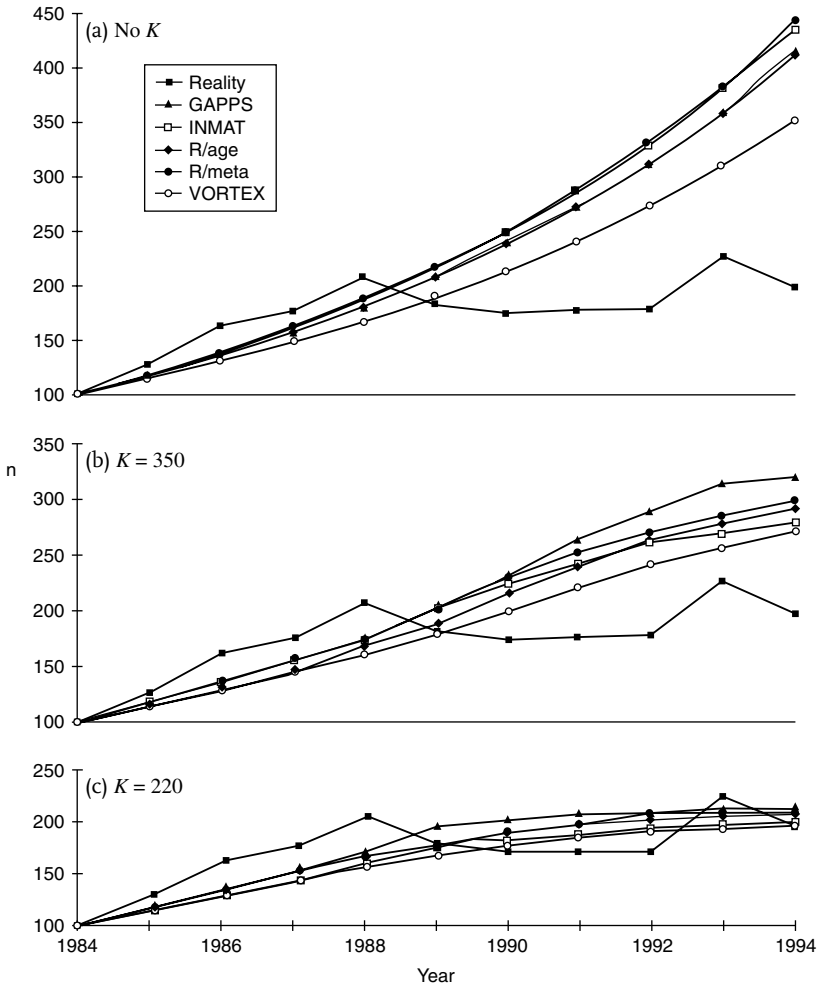 450
(a) No K
400
Reality
GAPPS
INMAT
R/age
R/meta
VORTEX
350
300
250
200
150
100
350
(b) K = 350
n
300
250
200
150
100
250
(c) K = 220
200
150
100
1984 1986 1988 1990 1992 1994
Year